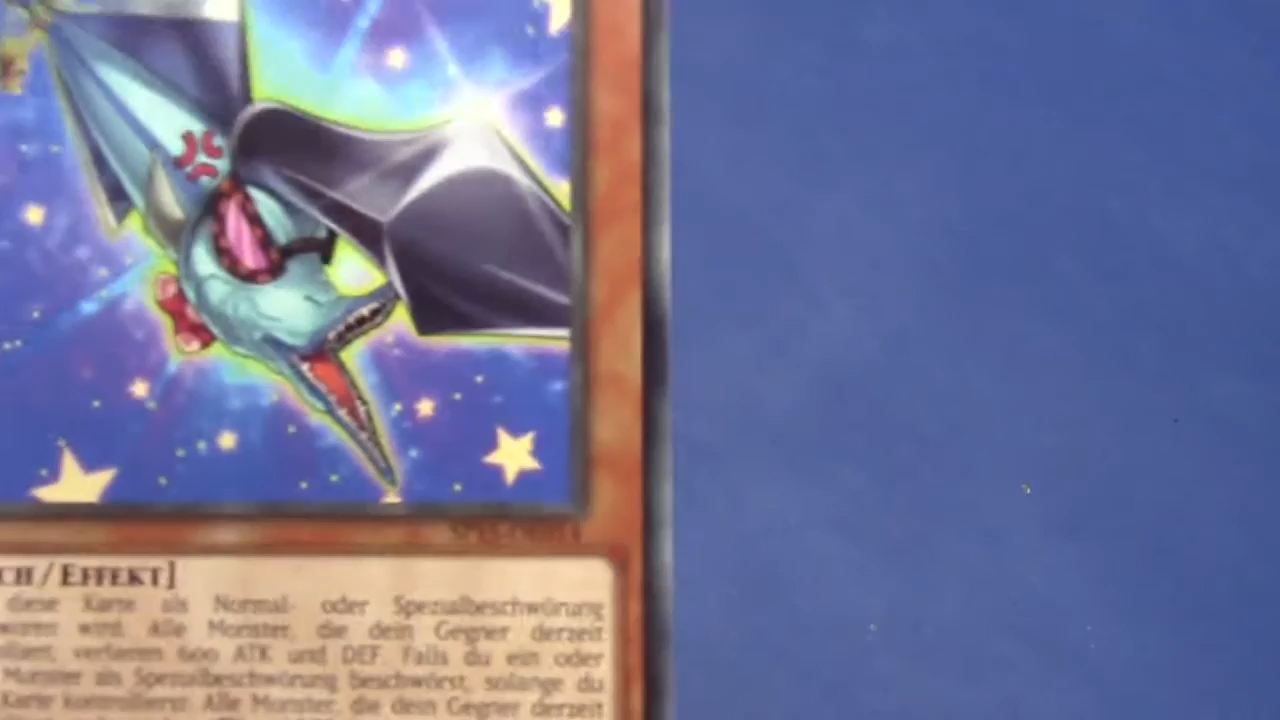 CH / EFFEKT]
diese Karte als Normal- oder Spezialbeschwörung
wird. Alle Monster, die dein Gegner derzeit
verlieren 600 ATK und DEF. Falls du ein oder
Monster als Spezialbeschwörung beschwörst, solange du
Karte kontrollierst: Alle Monster, die dein Gegner derzeit